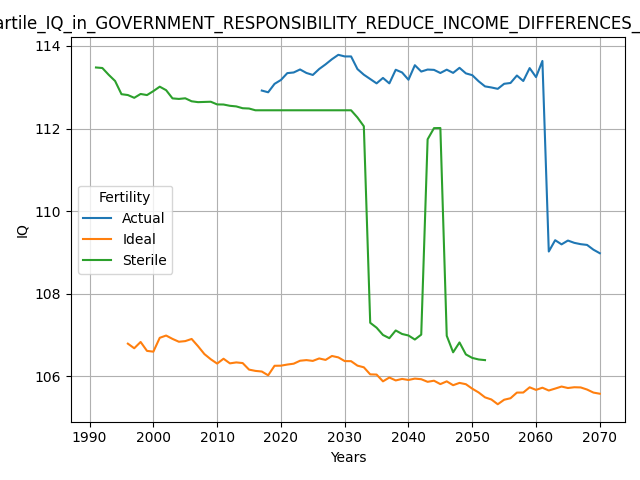 artile_IQ_in_GOVERNMENT_RESPONSIBILITY_REDUCE_INCOME_DIFFERENCES_
114
112
110
108
106
IQ
Fertility
Actual
Ideal
Sterile
1990 2000 2010 2020 2030 2040 2050 2060 2070
Years